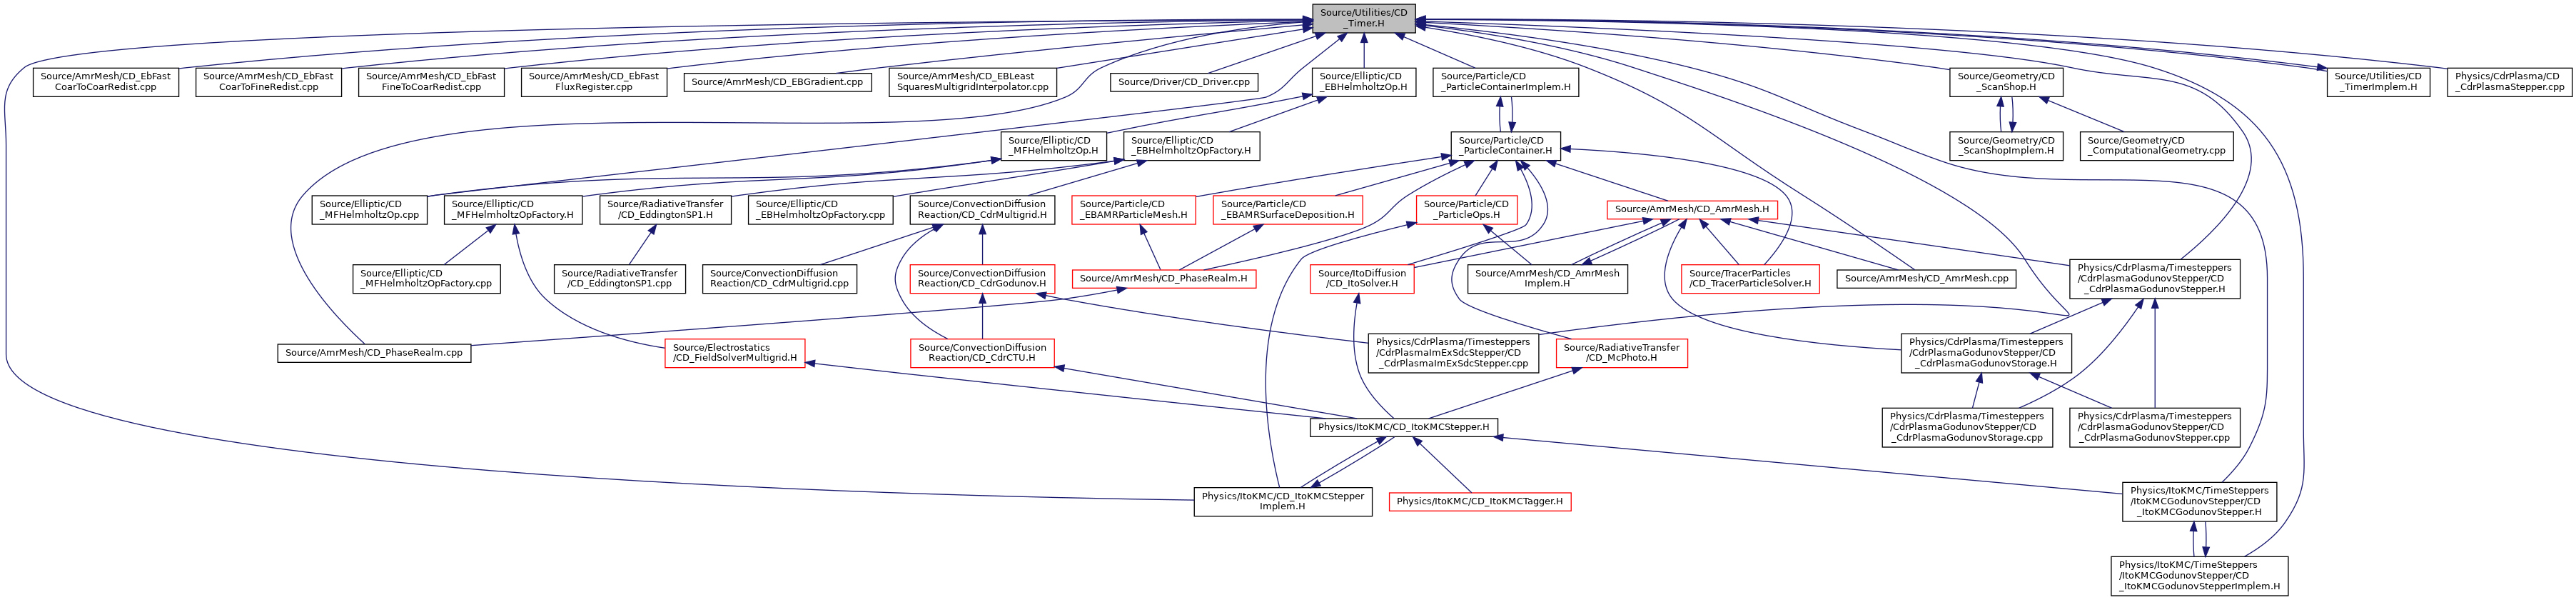 Source/Utilities/CD
_Timer.H
Source/AmrMesh/CD_EbFast
CoarToCoarRedist.cpp
Source/AmrMesh/CD_EbFast
CoarToFineRedist.cpp
Source/AmrMesh/CD_EbFast
FineToCoarRedist.cpp
Source/AmrMesh/CD_EbFast
FluxRegister.cpp
Source/AmrMesh/CD_EBGradient.cpp
Source/AmrMesh/CD_EBLeast
SquaresMultigridInterpolator.cpp
Source/Driver/CD_Driver.cpp
Source/Elliptic/CD
_EBHelmholtzOp.H
Source/Particle/CD
_ParticleContainerImplem.H
Source/Geometry/CD
_ScanShop.H
Source/Utilities/CD
_TimerImplem.H
Physics/CdrPlasma/CD
_CdrPlasmaStepper.cpp
Source/Elliptic/CD
_MFHelmholtzOp.H
Source/Elliptic/CD
_EBHelmholtzOpFactory.H
Source/Particle/CD
_ParticleContainer.H
Source/Geometry/CD
_ScanShopImplem.H
Source/Geometry/CD
_ComputationalGeometry.cpp
Source/Elliptic/CD
_MFHelmholtzOp.cpp
Source/Elliptic/CD
_MFHelmholtzOpFactory.H
Source/RadiativeTransfer
/CD_EddingtonSP1.H
Source/Elliptic/CD
_EBHelmholtzOpFactory.cpp
Source/ConvectionDiffusion
Reaction/CD_CdrMultigrid.H
Source/Particle/CD
_EBAMRParticleMesh.H
Source/Particle/CD
_EBAMRSurfaceDeposition.H
Source/Particle/CD
_ParticleOps.H
Source/AmrMesh/CD_AmrMesh.H
Source/Elliptic/CD
_MFHelmholtzOpFactory.cpp
Source/RadiativeTransfer
/CD_EddingtonSP1.cpp
Source/ConvectionDiffusion
Reaction/CD_CdrMultigrid.cpp
Source/ConvectionDiffusion
Reaction/CD_CdrGodunov.H
Source/AmrMesh/CD_PhaseRealm.H
Source/ItoDiffusion
/CD_ItoSolver.H
Source/AmrMesh/CD_AmrMesh
Implem.H
Source/TracerParticles
/CD_TracerParticleSolver.H
Source/AmrMesh/CD_AmrMesh.cpp
Physics/CdrPlasma/Timesteppers
/CdrPlasmaGodunovStepper/CD
_CdrPlasmaGodunovStepper.H
Source/AmrMesh/CD_PhaseRealm.cpp
Source/Electrostatics
/CD_FieldSolverMultigrid.H
Source/ConvectionDiffusion
Reaction/CD_CdrCTU.H
Physics/CdrPlasma/Timesteppers
/CdrPlasmaImExSdcStepper/CD
_CdrPlasmaImExSdcStepper.cpp
Source/RadiativeTransfer
/CD_McPhoto.H
Physics/CdrPlasma/Timesteppers
/CdrPlasmaGodunovStepper/CD
_CdrPlasmaGodunovStorage.H
Physics/ItoKMC/CD_ItoKMCStepper.H
Physics/CdrPlasma/Timesteppers
/CdrPlasmaGodunovStepper/CD
_CdrPlasmaGodunovStorage.cpp
Physics/CdrPlasma/Timesteppers
/CdrPlasmaGodunovStepper/CD
_CdrPlasmaGodunovStepper.cpp
Physics/ItoKMC/CD_ItoKMCStepper
Implem.H
Physics/ItoKMC/CD_ItoKMCTagger.H
Physics/ItoKMC/TimeSteppers
/ItoKMCGodunovStepper/CD
_ItoKMCGodunovStepper.H
Physics/ItoKMC/TimeSteppers
/ItoKMCGodunovStepper/CD
_ItoKMCGodunovStepperImplem.H